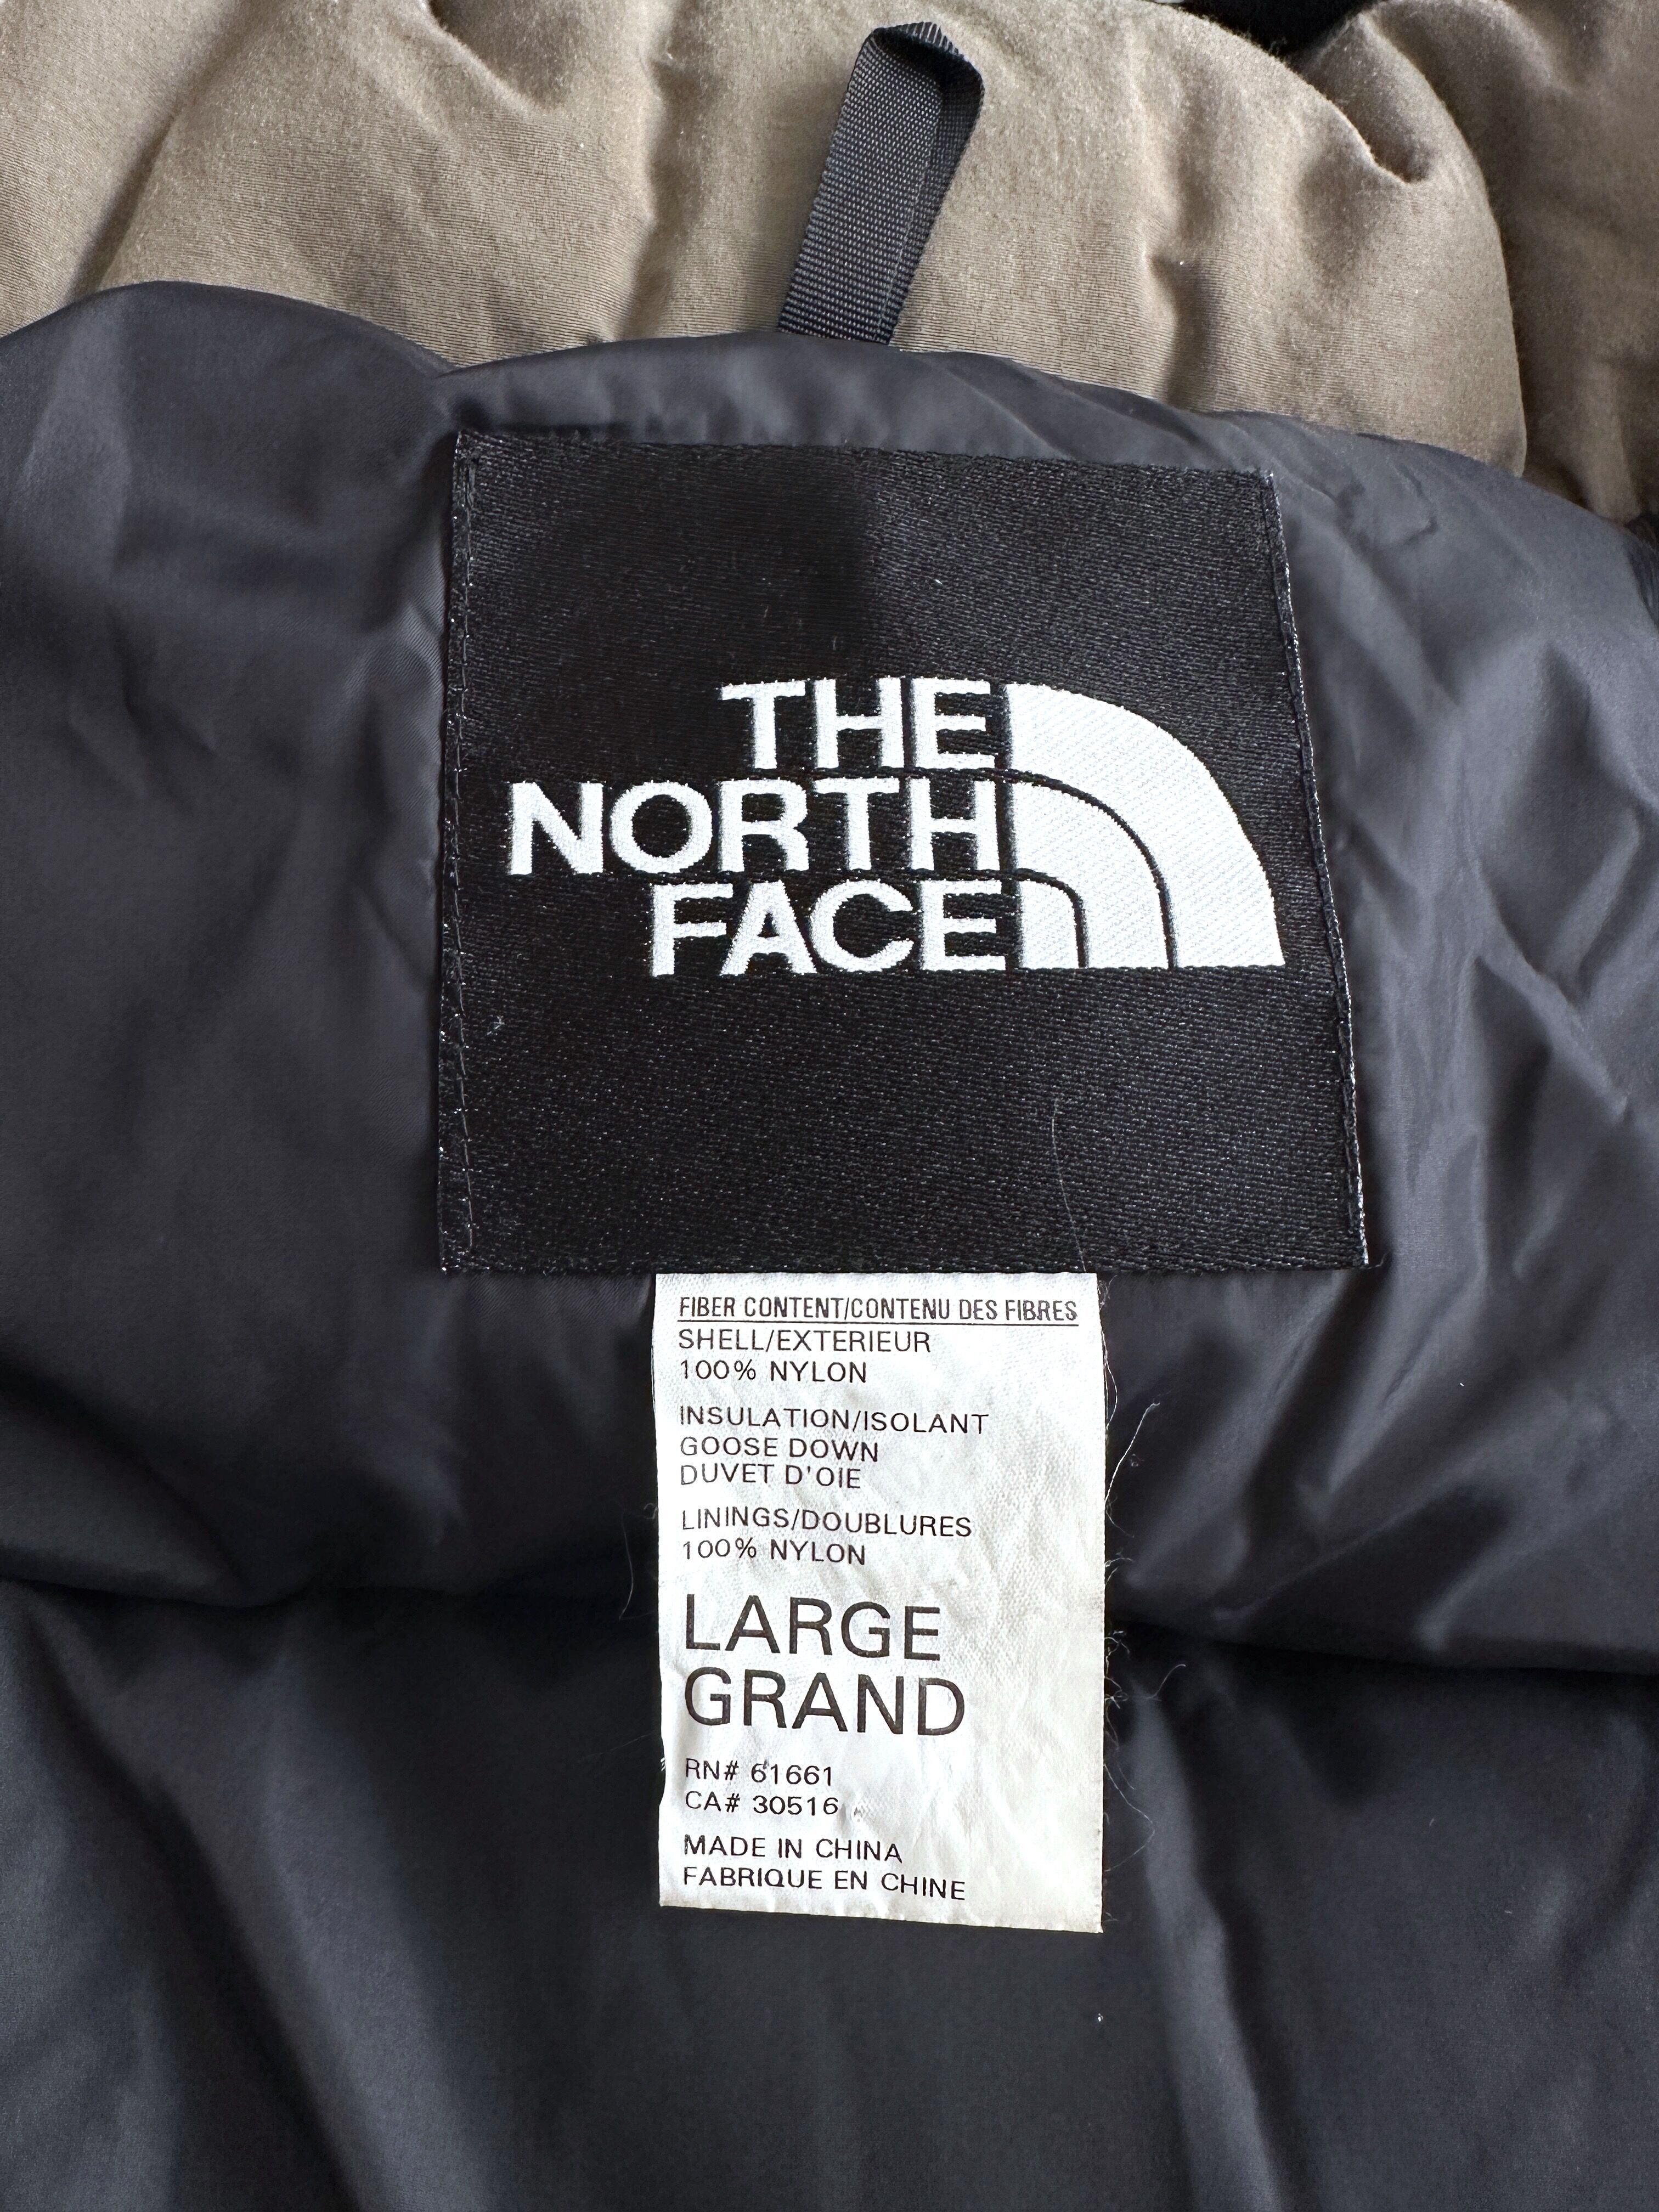 THE
NORTH
FACE
FIBER CONTENT/CONTENU DES FIBRES
SHELL/EXTERIEUR
100% NYLON
INSULATION/ISOLANT
GOOSE DOWN
DUVET D'OIE
LININGS/DOUBLURES
100% NYLON
LARGE
GRAND
RN# 61661
CA# 30516
MADE IN CHINA
FABRIQUE EN CHINE